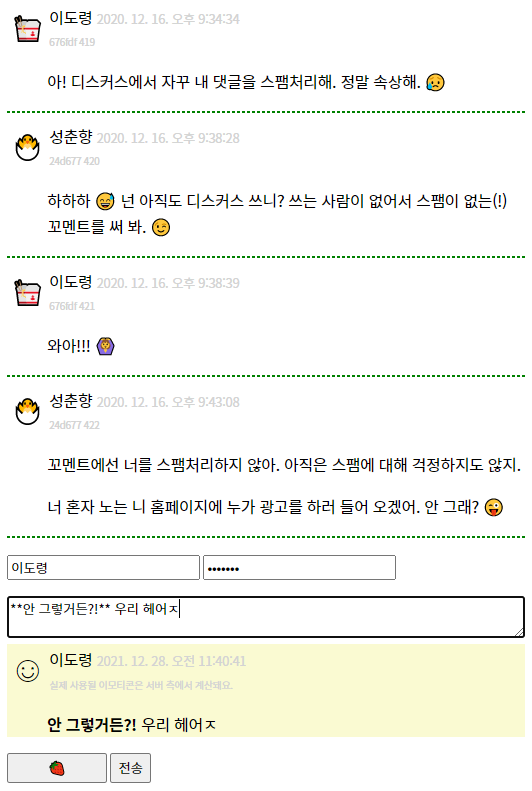 이도령 2020. 12. 16. 오후 9:34:34
676fdf 419
아! 디스커스에서 자꾸 내 댓글을 스팸처리해. 정말 속상해. 😥
성춘향 2020. 12. 16. 오후 9:38:28
24d677 420
하하하 😅 넌 아직도 디스커스 쓰니? 쓰는 사람이 없어서 스팸이 없는(!)
꼬멘트를 써 봐. 😉
이도령 2020. 12. 16. 오후 9:38:39
676fdf 421
와아!!! 🙆
성춘향 2020. 12. 16. 오후 9:43:08
24d677 422
꼬멘트에선 너를 스팸처리하지 않아. 아직은 스팸에 대해 걱정하지도 않지.
너 혼자 노는 니 홈페이지에 누가 광고를 하러 들어 오겠어. 안 그래? 😜
이도령
•••••••
**안 그렇거든?!** 우리 헤어ㅈ
이도령 2021. 12. 28. 오전 11:40:41
실제 사용될 이모티콘은 서버 측에서 계산돼요.
안 그렇거든?! 우리 헤어ㅈ
🍓 전송